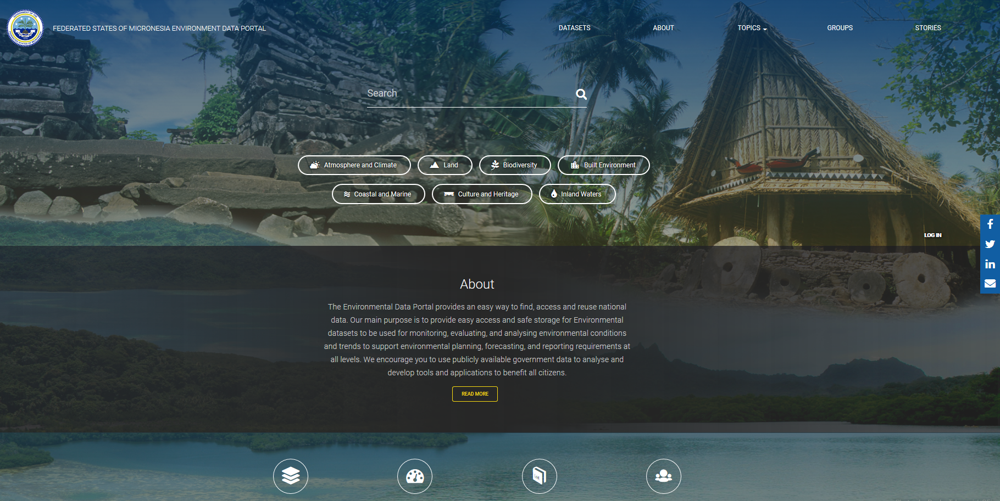 FEDERATED STATES OF MICRONESIA ENVIRONMENT DATA PORTAL
DATASETS
ABOUT
TOPICS
GROUPS
STORIES
Search
Atmosphere and Climate
Land
Biodiversity
Built Environment
Coastal and Marine
Culture and Heritage
Inland Waters
LOG IN
About
The Environmental Data Portal provides an easy way to find, access and reuse national
data. Our main purpose is to provide easy access and safe storage for Environmental
datasets to be used for monitoring, evaluating, and analysing environmental conditions
and trends to support environmental planning, forecasting, and reporting requirements at
all levels. We encourage you to use publicly available government data to analyse and
develop tools and applications to benefit all citizens.
READ MORE